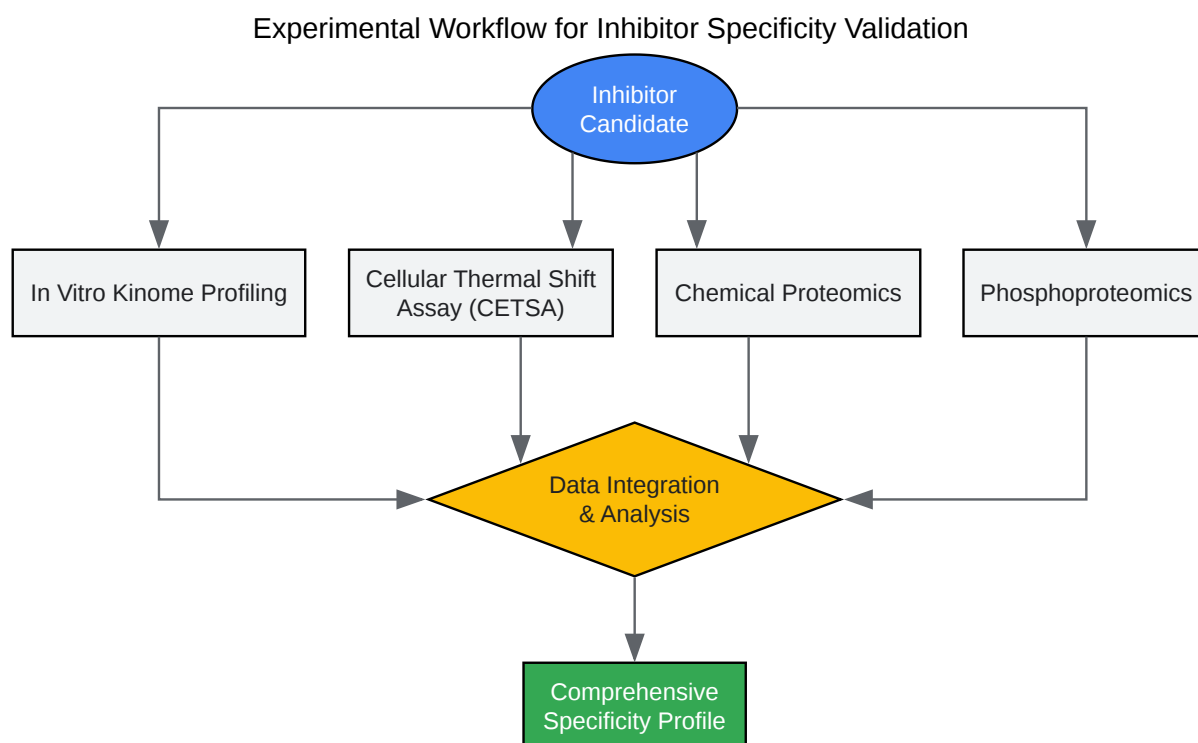 Experimental Workflow for Inhibitor Specificity Validation
Inhibitor
Candidate
In Vitro Kinome Profiling
Cellular Thermal Shift
Assay (CETSA)
Chemical Proteomics
Phosphoproteomics
Data Integration
& Analysis
Comprehensive
Specificity Profile